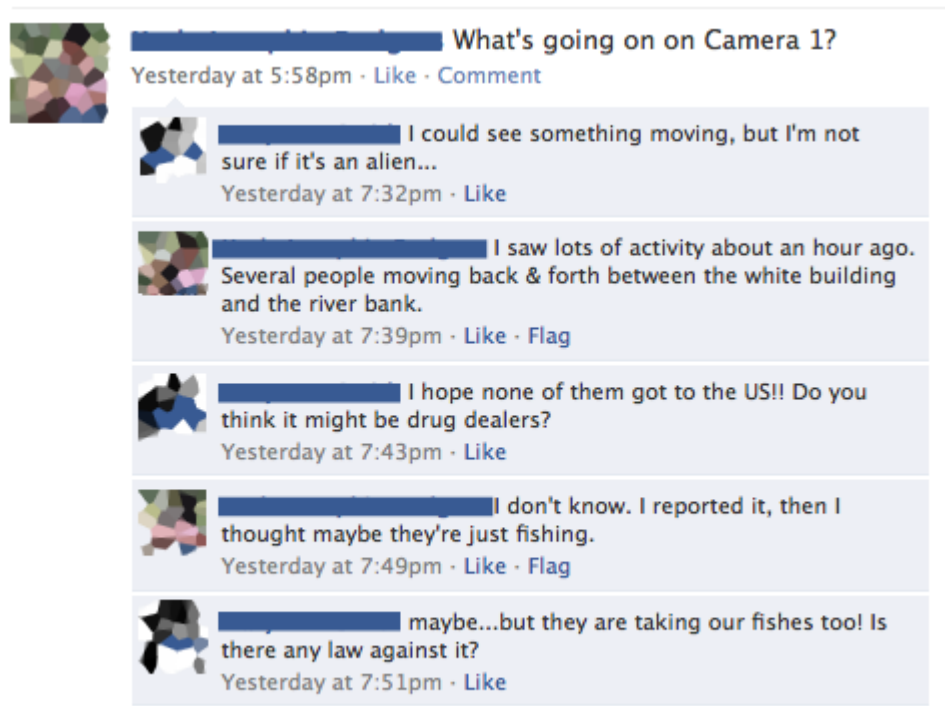 What's going on on Camera 1?
Yesterday at 5:58pm · Like · Comment
I could see something moving, but I'm not
sure if it's an alien...
Yesterday at 7:32pm · Like
I saw lots of activity about an hour ago.
Several people moving back & forth between the white building
and the river bank.
Yesterday at 7:39pm · Like · Flag
I hope none of them got to the US!! Do you
think it might be drug dealers?
Yesterday at 7:43pm · Like
I don't know. I reported it, then I
thought maybe they're just fishing.
Yesterday at 7:49pm · Like · Flag
maybe...but they are taking our fishes too! Is
there any law against it?
Yesterday at 7:51pm · Like